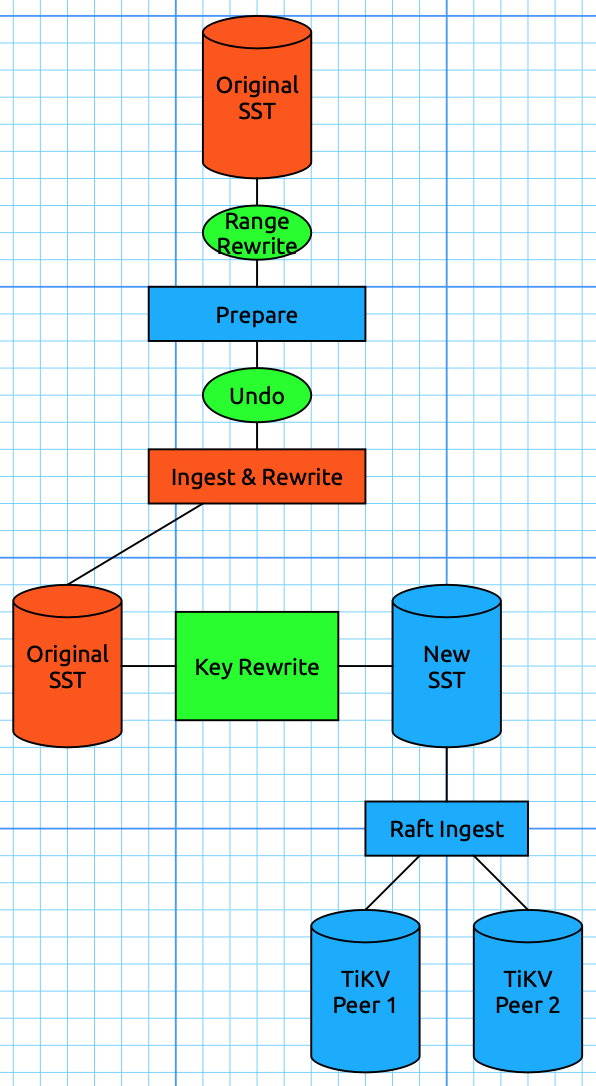 Original
SST
Range
Rewrite
Prepare
Undo
Ingest & Rewrite
Original
SST
Key Rewrite
New
SST
Raft Ingest
TiKV
Peer 1
TiKV
Peer 2